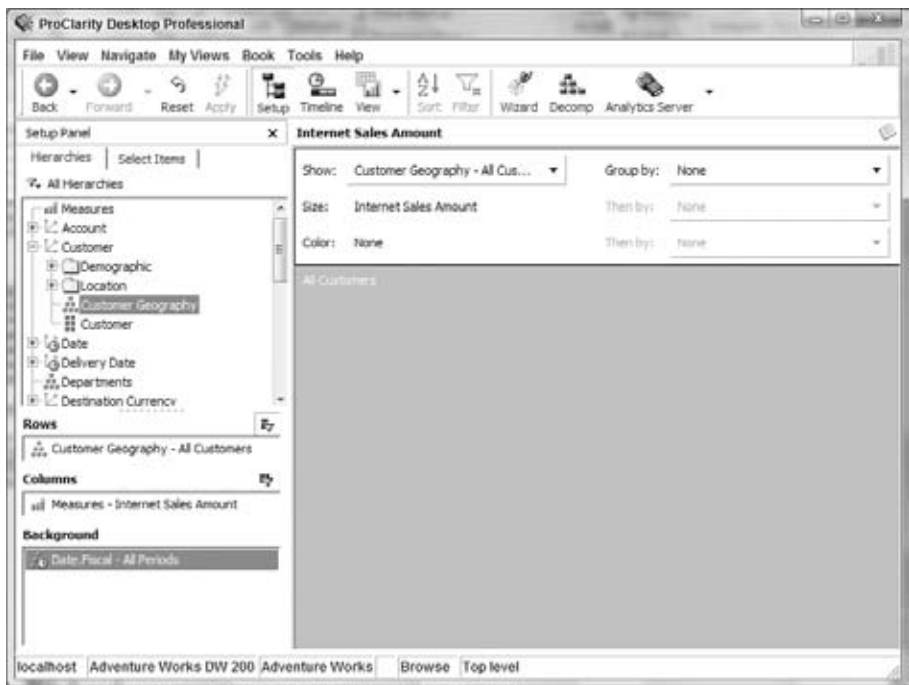 ProClarity Desktop Professional
File View Navigate My Views Book Tools Help
Back Forward Reset Apply Setup Timeline View Sort Filter Wizard Decomp Analytics Server
Setup Panel
Internet Sales Amount
Hierarchies Select Items
All Hierarchies
Measures
Account
Customer
Demographic
Location
Customer Geography
Customer
Date
Delivery Date
Departments
Destination Currency
Show: Customer Geography - All Cus... Group by: None
Size: Internet Sales Amount Then by: None
Color: None Then by: None
All Customers
Rows
Customer Geography - All Customers
Columns
Measures - Internet Sales Amount
Background
Date.Fiscal - All Periods
localhost Adventure Works DW 200 Adventure Works Browse Top level